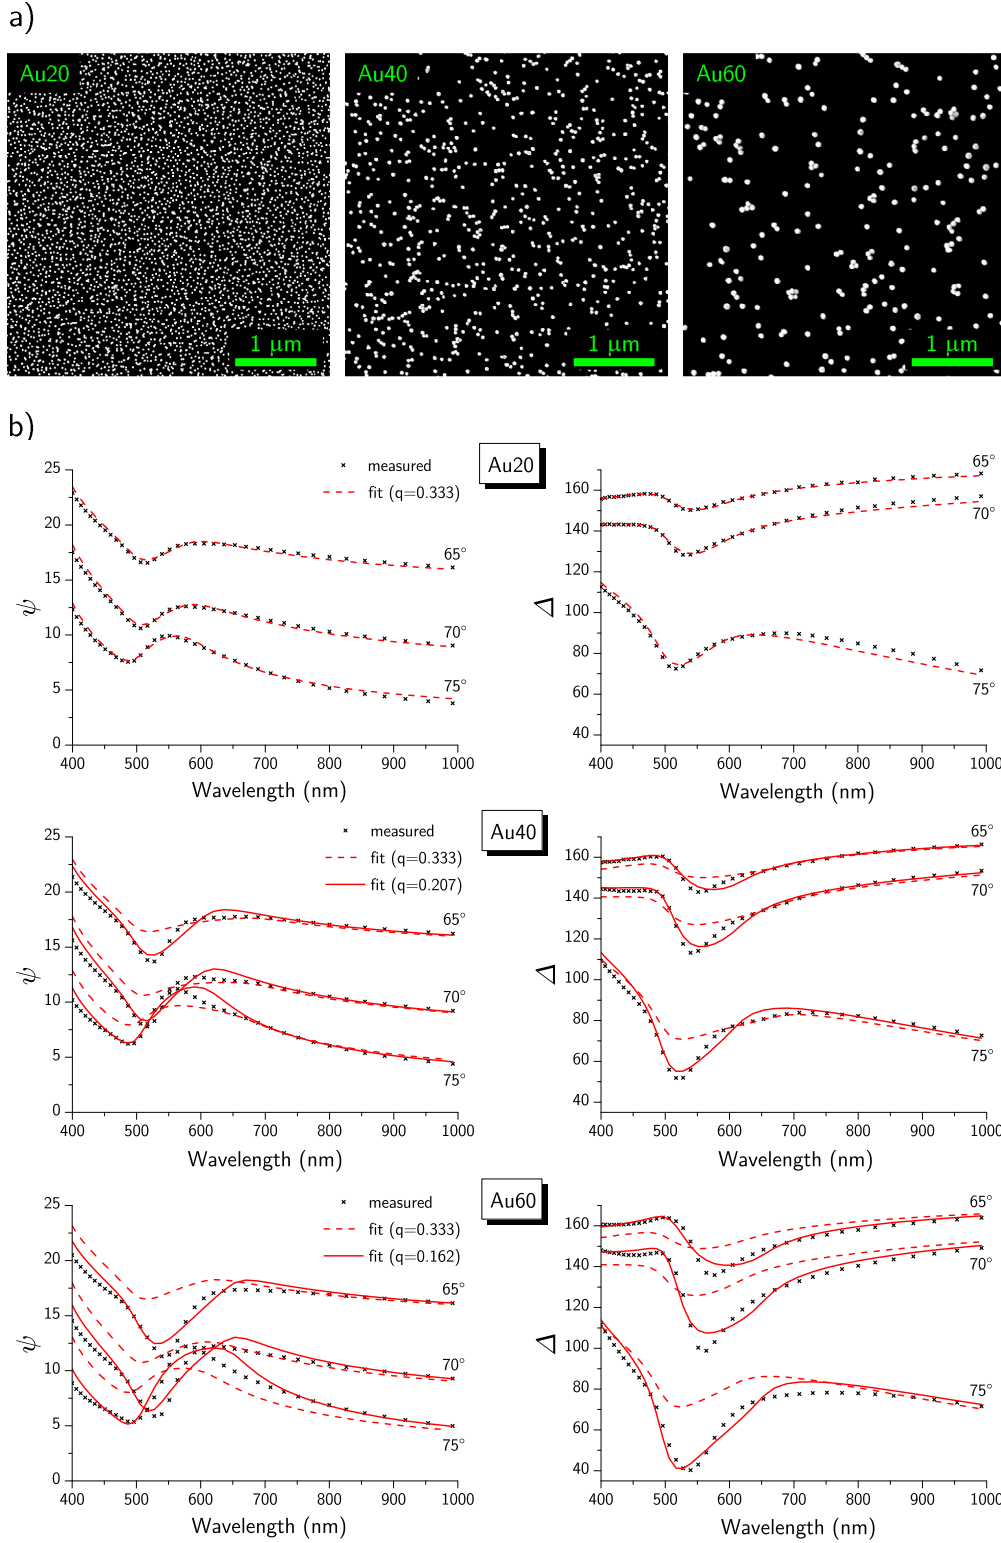 a)
Au20 Au40 Au60
1 μm 1 μm 1 μm
b)
Au20
ψ
25
20
15
10
5
0
× measured
fit (q=0.333)
65°
70°
75°
400 500 600 700 800 900 1000
Wavelength (nm)
Δ
160
140
120
100
80
60
40
65°
70°
75°
400 500 600 700 800 900 1000
Wavelength (nm)
Au40
ψ
25
20
15
10
5
0
× measured
fit (q=0.333)
fit (q=0.207)
65°
70°
75°
400 500 600 700 800 900 1000
Wavelength (nm)
Δ
160
140
120
100
80
60
40
65°
70°
75°
400 500 600 700 800 900 1000
Wavelength (nm)
Au60
ψ
25
20
15
10
5
0
× measured
fit (q=0.333)
fit (q=0.162)
65°
70°
75°
400 500 600 700 800 900 1000
Wavelength (nm)
Δ
160
140
120
100
80
60
40
65°
70°
75°
400 500 600 700 800 900 1000
Wavelength (nm)